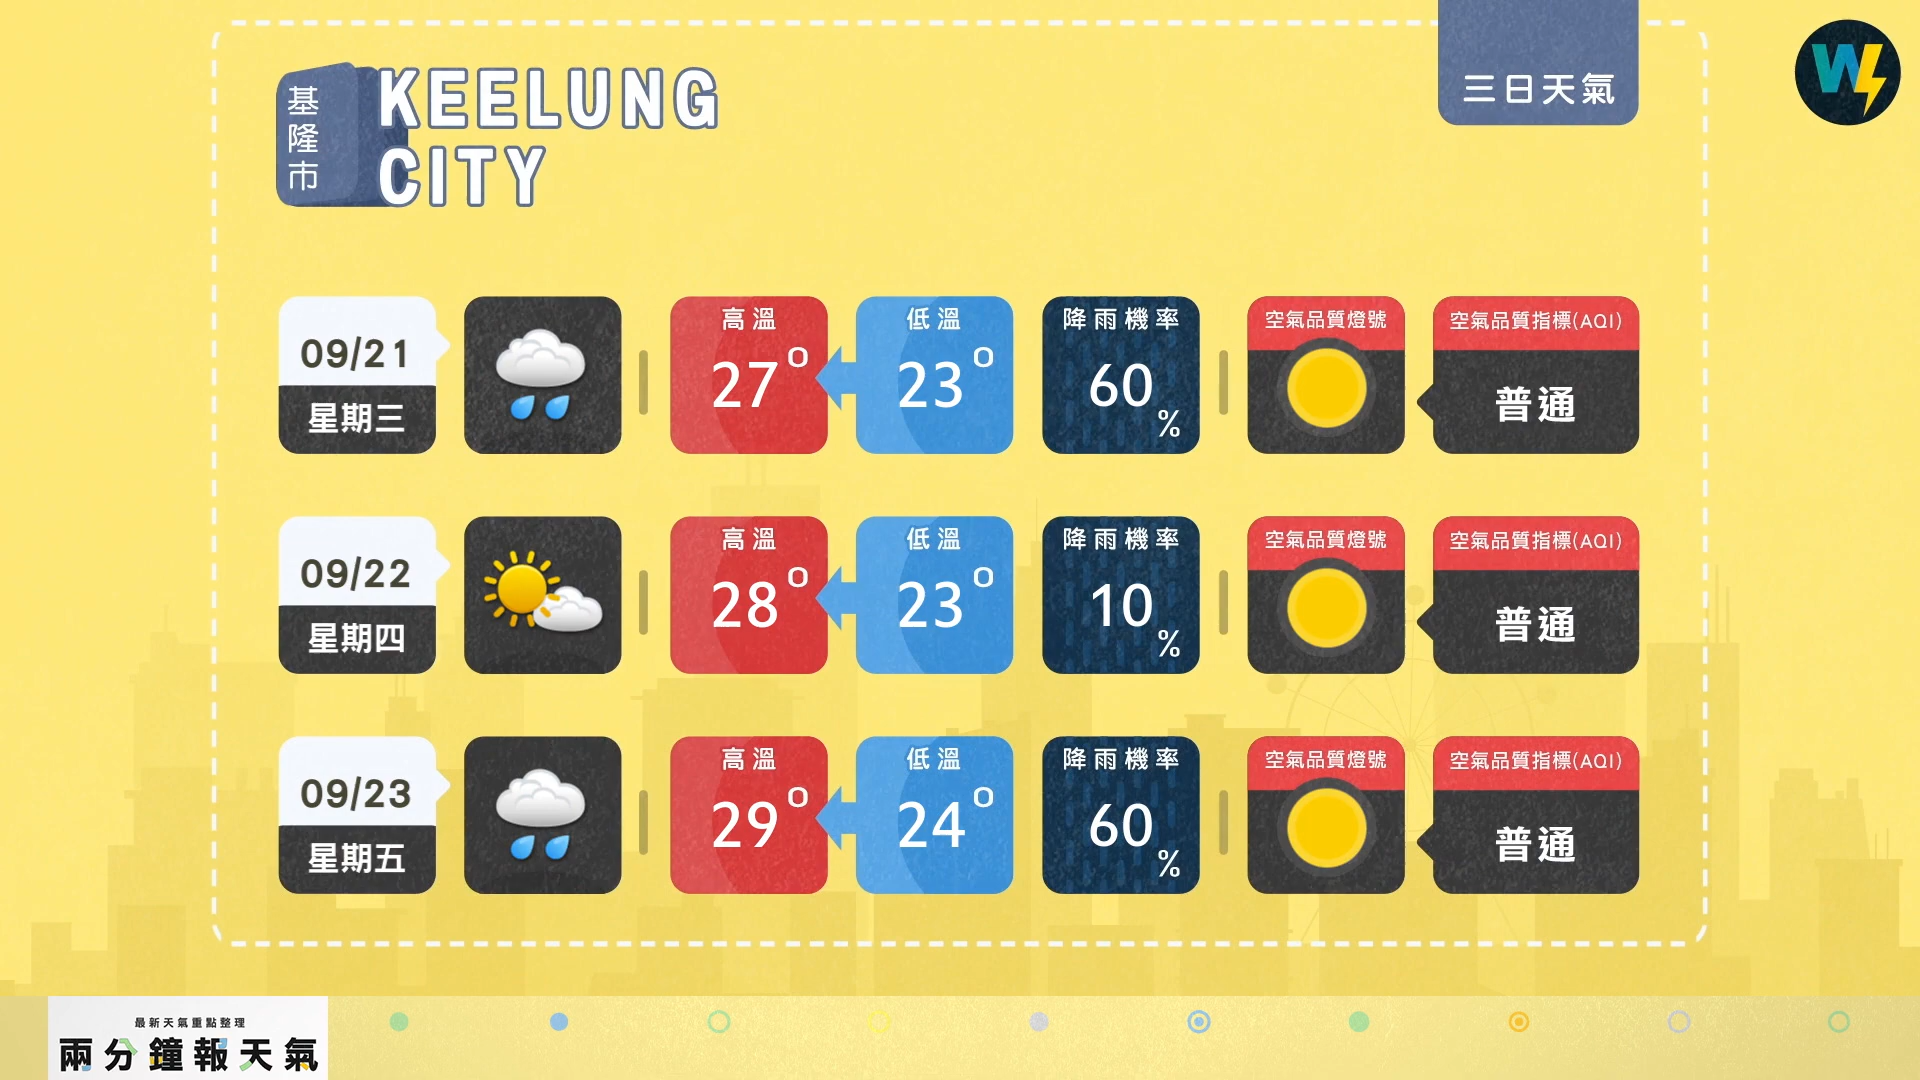 基隆市
KEELUNG
CITY
三日天氣
W
09/21
星期三
高溫
27°
低溫
23°
降雨機率
60%
空氣品質燈號
空氣品質指標(AQI)
普通
09/22
星期四
高溫
28°
低溫
23°
降雨機率
10%
空氣品質燈號
空氣品質指標(AQI)
普通
09/23
星期五
高溫
29°
低溫
24°
降雨機率
60%
空氣品質燈號
空氣品質指標(AQI)
普通
最新天氣重點整理
兩分鐘報天氣